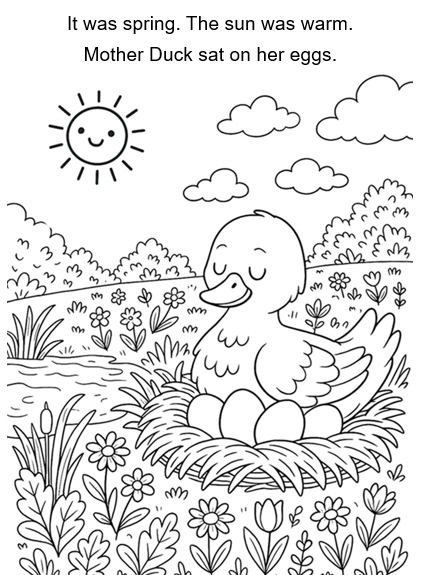 It was spring. The sun was warm.
Mother Duck sat on her eggs.